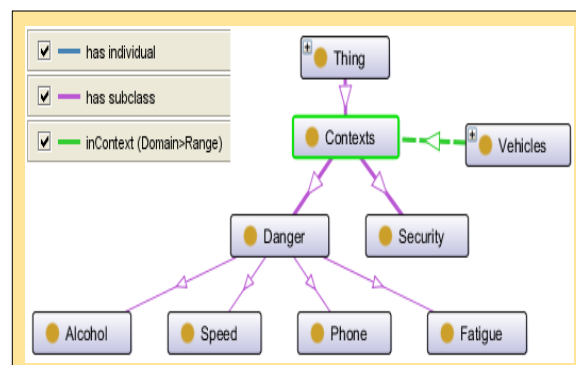 has individual
has subclass
inContext (Domain>Range)
Thing
Contexts
Vehicles
Danger
Security
Alcohol
Speed
Phone
Fatigue